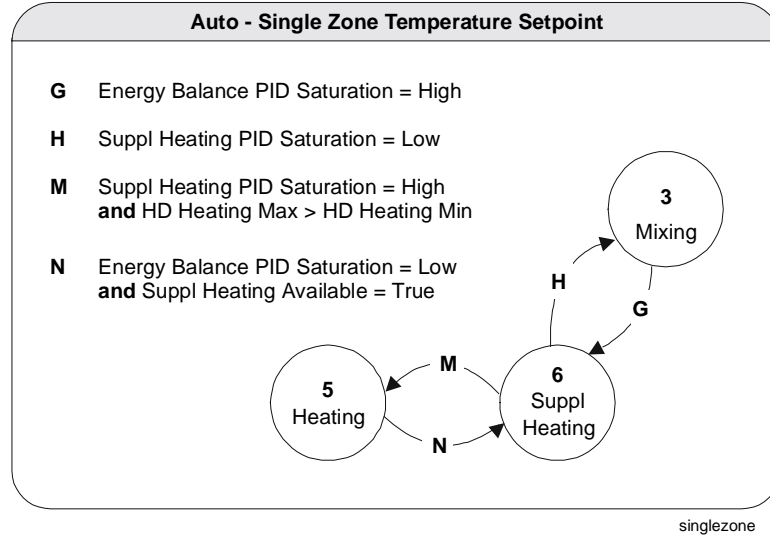 Auto - Single Zone Temperature Setpoint
G Energy Balance PID Saturation = High
H Suppl Heating PID Saturation = Low
M Suppl Heating PID Saturation = High
and HD Heating Max > HD Heating Min
N Energy Balance PID Saturation = Low
and Suppl Heating Available = True
3
Mixing
H
G
M
5
Heating
6
Suppl
Heating
N
singlezone